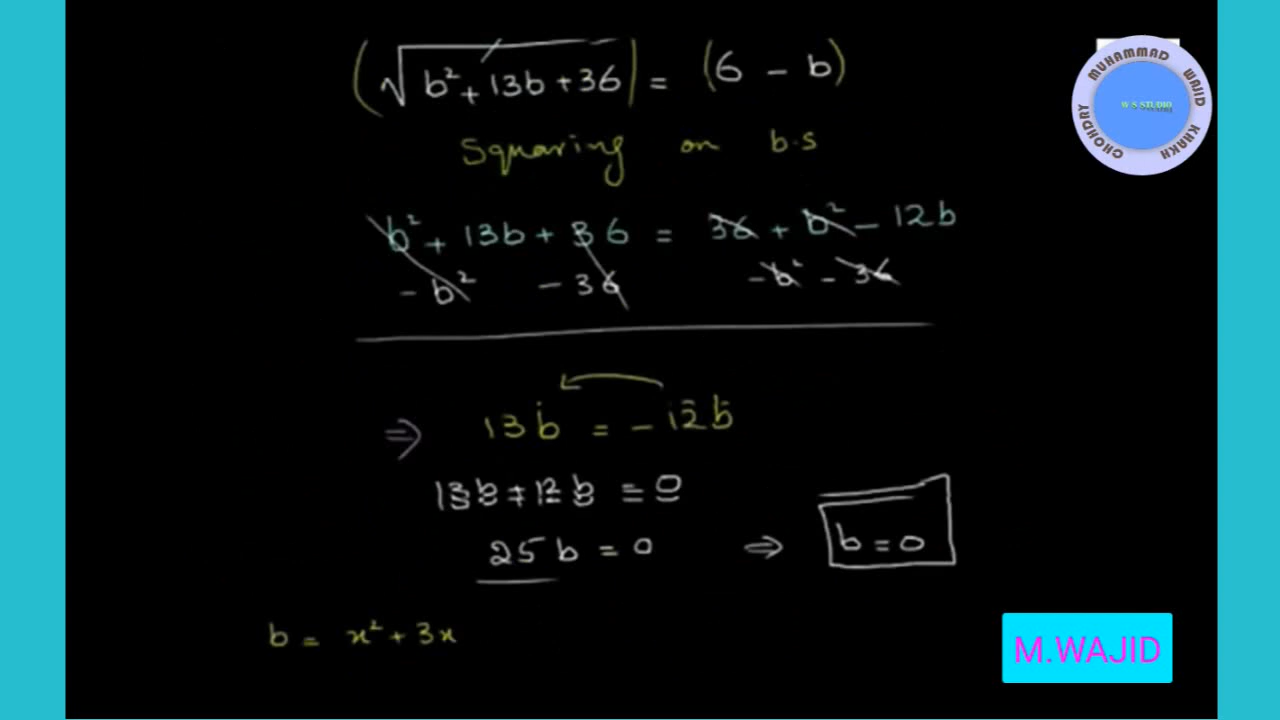 (√b² + 13b + 36) = (6 - b)
Squaring on b.s
b² + 13b + 36 = 36 + b² - 12b
- b² - 36 - b² - 36
⇒ 13b = - 12b
13b + 12b = 0
25b = 0 ⇒ b = 0
b = x² + 3x
MUHAMMAD WAJID KHAKH CHOHDRY
W S STUDIO
M.WAJID